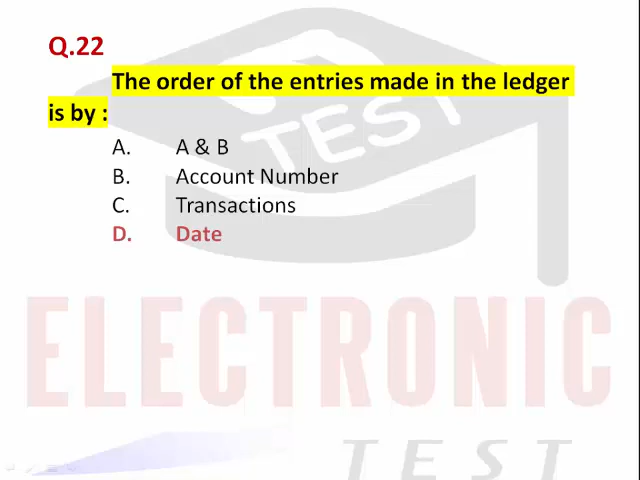 Q.22
The order of the entries made in the ledger
is by :
A. A & B
B. Account Number
C. Transactions
D. Date
TEST
ELECTRONIC
TEST